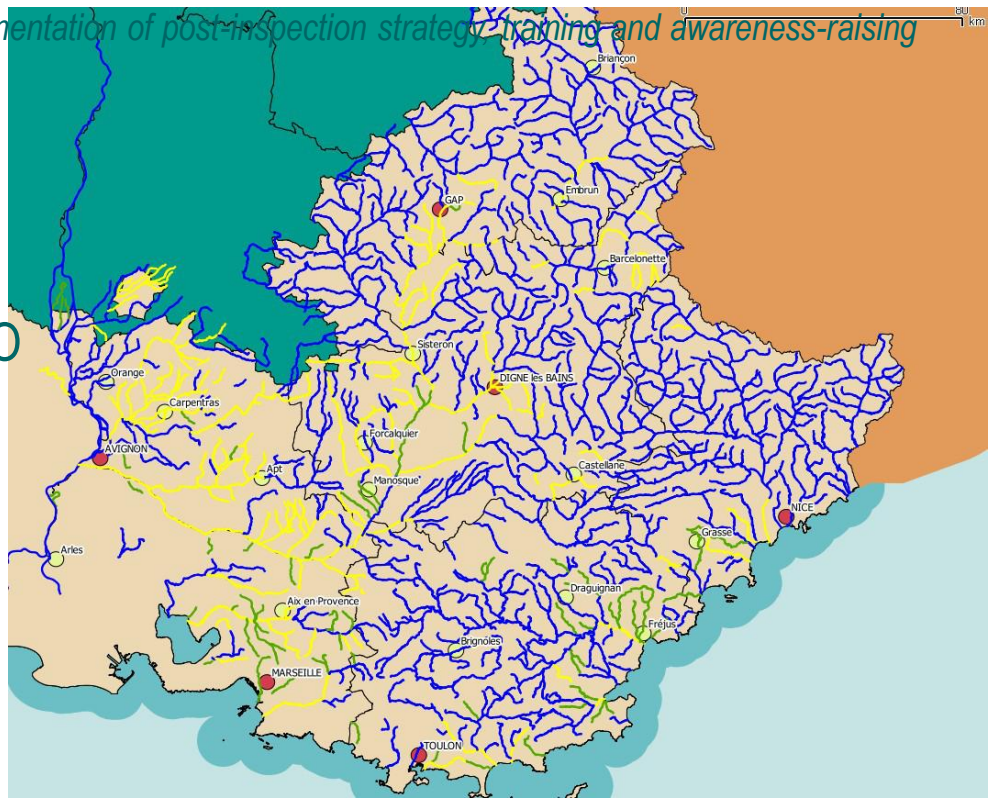 0 80
km
mentation of post-inspection strategy, training and awareness-raising
Briançon
GAP
Embrun
Barcelonette
o
Sisteron
Orange
DIGNE les BAINS
Carpentras
Forcalquier
AVIGNON
Apt
Castellane
Manosque
NICE
Grasse
Arles
Draguignan
Aix en-Provence
Fréjus
Brignoles
MARSEILLE
TOULON